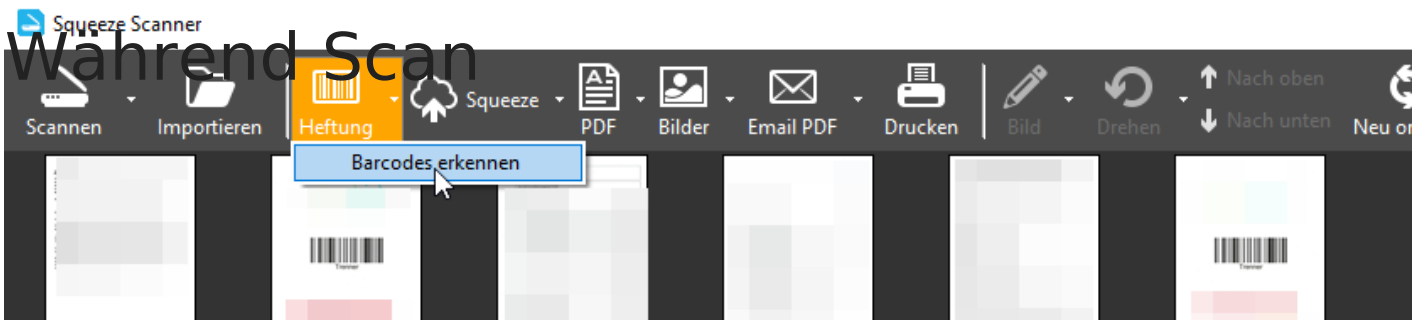 Squeeze Scanner
Während Scan
Scannen
Importieren
Heftung
Squeeze
PDF
Bilder
Email PDF
Drucken
Bild
Drehen
Nach oben
Nach unten
Neu or
Barcodes erkennen
Trenner
Trenner